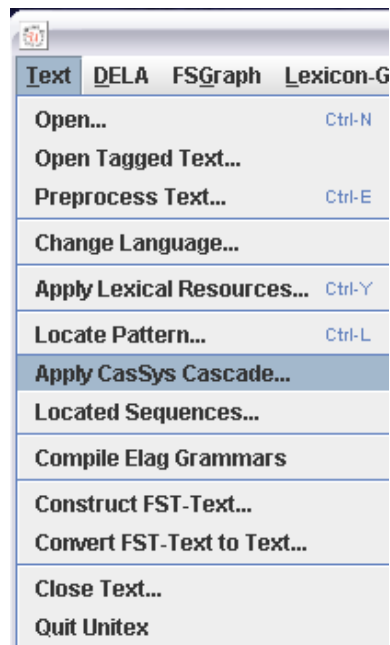 Text DELA FSGraph Lexicon-G
Open... Ctrl-N
Open Tagged Text...
Preprocess Text... Ctrl-E
Change Language...
Apply Lexical Resources... Ctrl-Y
Locate Pattern... Ctrl-L
Apply CasSys Cascade...
Located Sequences...
Compile Elag Grammars
Construct FST-Text...
Convert FST-Text to Text...
Close Text...
Quit Unitex